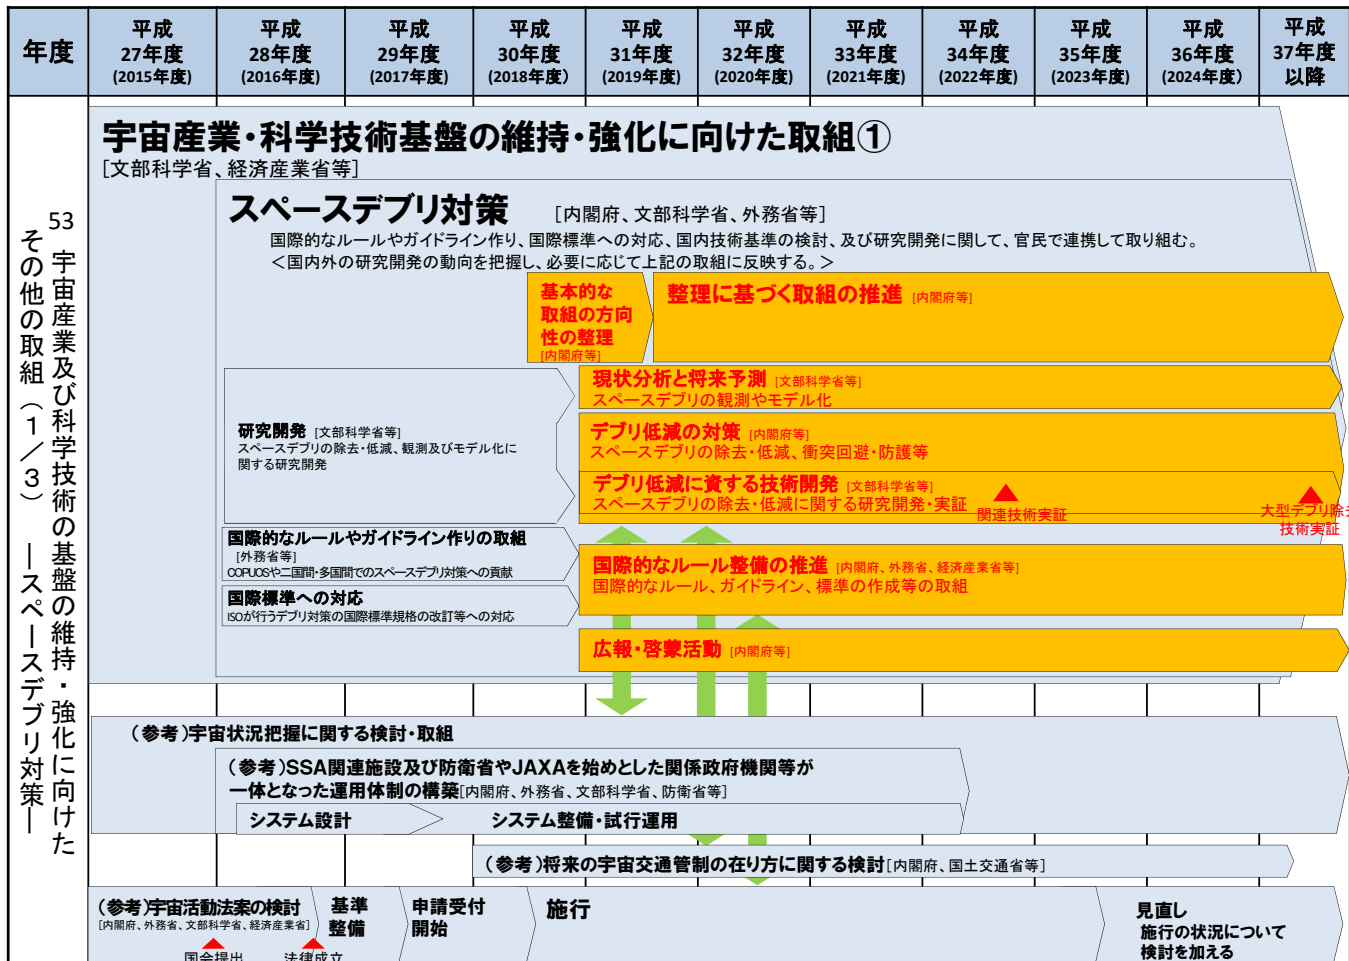 年度
平成
27年度
(2015年度)
平成
28年度
(2016年度)
平成
29年度
(2017年度)
平成
30年度
(2018年度)
平成
31年度
(2019年度)
平成
32年度
(2020年度)
平成
33年度
(2021年度)
平成
34年度
(2022年度)
平成
35年度
(2023年度)
平成
36年度
(2024年度)
平成
37年度
以降
53 宇宙産業及び科学技術の基盤の維持・強化に向けた
その他の取組(1/3) ―スペースデブリ対策―
宇宙産業・科学技術基盤の維持・強化に向けた取組①
[文部科学省、経済産業省等]
スペースデブリ対策 [内閣府、文部科学省、外務省等]
国際的なルールやガイドライン作り、国際標準への対応、国内技術基準の検討、及び研究開発に関して、官民で連携して取り組む。
<国内外の研究開発の動向を把握し、必要に応じて上記の取組に反映する。>
基本的な
取組の方向
性の整理
[内閣府等]
整理に基づく取組の推進 [内閣府等]
現状分析と将来予測 [文部科学省等]
スペースデブリの観測やモデル化
研究開発 [文部科学省等]
スペースデブリの除去・低減、観測及びモデル化に
関する研究開発
デブリ低減の対策 [内閣府等]
スペースデブリの除去・低減、衝突回避・防護等
デブリ低減に資する技術開発 [文部科学省等]
スペースデブリの除去・低減に関する研究開発・実証
関連技術実証
大型デブリ除去
技術実証
国際的なルールやガイドライン作りの取組
[外務省等]
COPUOSや二国間・多国間でのスペースデブリ対策への貢献
国際標準への対応
ISOが行うデブリ対策の国際標準規格の改訂等への対応
国際的なルール整備の推進 [内閣府、外務省、経済産業省等]
国際的なルール、ガイドライン、標準の作成等の取組
広報・啓蒙活動 [内閣府等]
(参考)宇宙状況把握に関する検討・取組
(参考)SSA関連施設及び防衛省やJAXAを始めとした関係政府機関等が
一体となった運用体制の構築[内閣府、外務省、文部科学省、防衛省等]
システム設計
システム整備・試行運用
(参考)将来の宇宙交通管制の在り方に関する検討[内閣府、国土交通省等]
(参考)宇宙活動法案の検討
[内閣府、外務省、文部科学省、経済産業省]
国会提出
法律成立
基準
整備
申請受付
開始
施行
見直し
施行の状況について
検討を加える